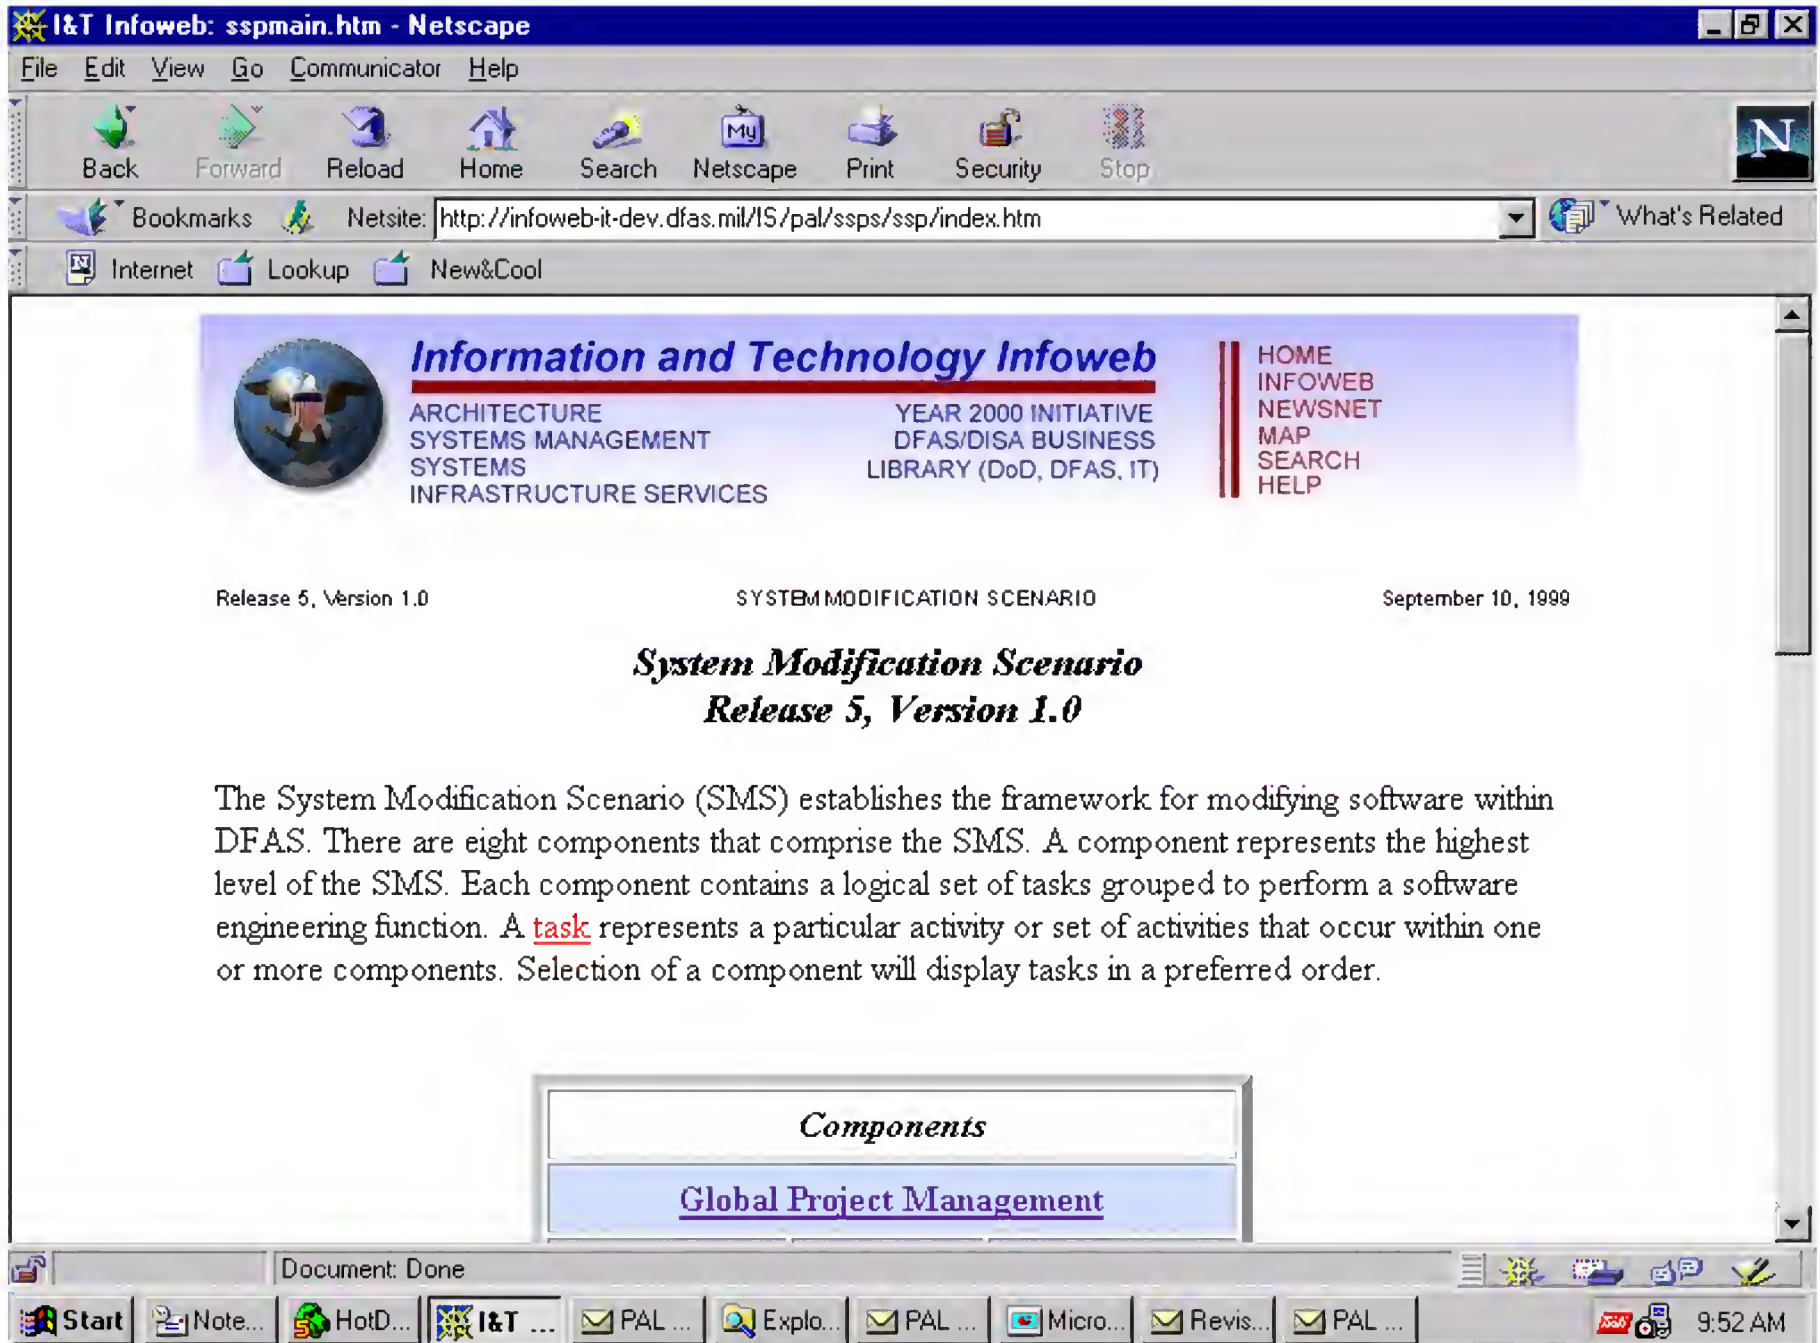 I&T Infoweb: sspmain.htm - Netscape
File Edit View Go Communicator Help
My
N
Back Forward Reload Home Search Netscape Print Security Stop
Bookmarks Netsite: http://infoweb-it-dev.dfas.mil/IS/pal/ssps/ssp/index.htm What's Related
Internet Lookup New&Cool
Information and Technology Infoweb
ARCHITECTURE
SYSTEMS MANAGEMENT
SYSTEMS
INFRASTRUCTURE SERVICES
YEAR 2000 INITIATIVE
DFAS/DISA BUSINESS
LIBRARY (DoD, DFAS, IT)
HOME
INFOWEB
NEWSNET
MAP
SEARCH
HELP
Release 5, Version 1.0 SYSTEM MODIFICATION SCENARIO September 10, 1999
System Modification Scenario
Release 5, Version 1.0
The System Modification Scenario (SMS) establishes the framework for modifying software within
DFAS. There are eight components that comprise the SMS. A component represents the highest
level of the SMS. Each component contains a logical set of tasks grouped to perform a software
engineering function. A task represents a particular activity or set of activities that occur within one
or more components. Selection of a component will display tasks in a preferred order.
Components
Global Project Management
Document: Done
Start Note... HotD... I&T ... PAL ... Explo... PAL ... Micro... Revis... PAL ... 9:52 AM